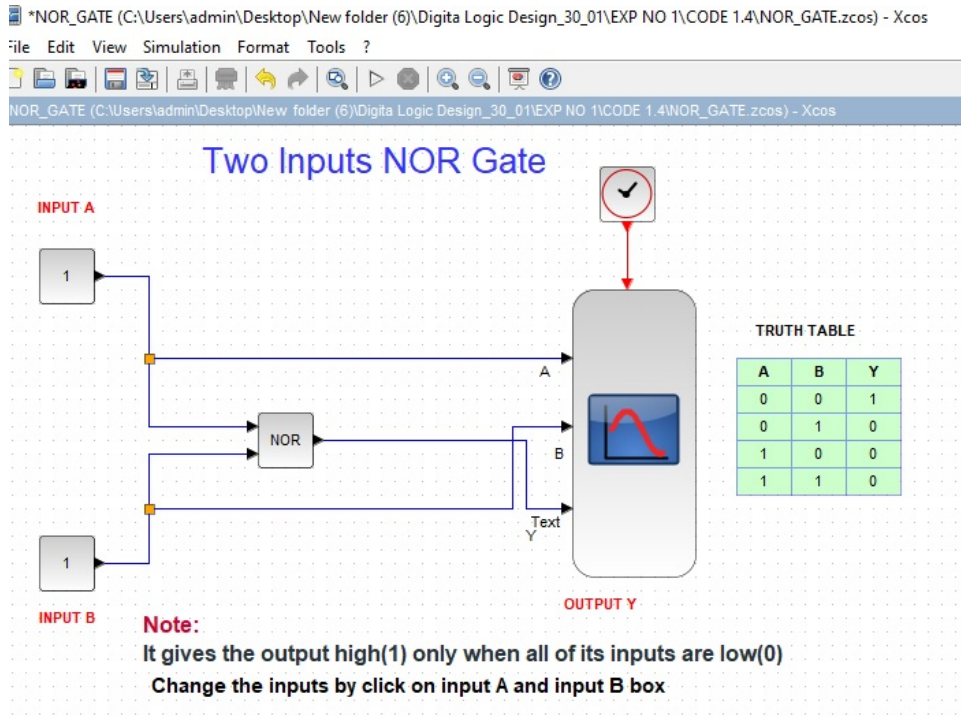 *NOR_GATE (C:\Users\admin\Desktop\New folder (6)\Digita Logic Design_30_01\EXP NO 1\CODE 1.4\NOR_GATE.zcos) - Xcos
File Edit View Simulation Format Tools ?
NOR_GATE (C:\Users\admin\Desktop\New folder (6)\Digita Logic Design_30_01\EXP NO 1\CODE 1.4\NOR_GATE.zcos) - Xcos
Two Inputs NOR Gate
INPUT A
1
TRUTH TABLE
A B Y
0 0 1
0 1 0
1 0 0
1 1 0
A
NOR
B
Text
Y
1
INPUT B
OUTPUT Y
Note:
It gives the output high(1) only when all of its inputs are low(0)
Change the inputs by click on input A and input B box